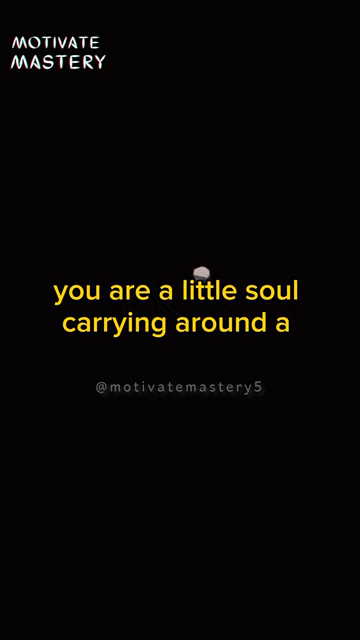 MOTIVATE
MASTERY
you are a little soul
carrying around a
@motivatemastery5